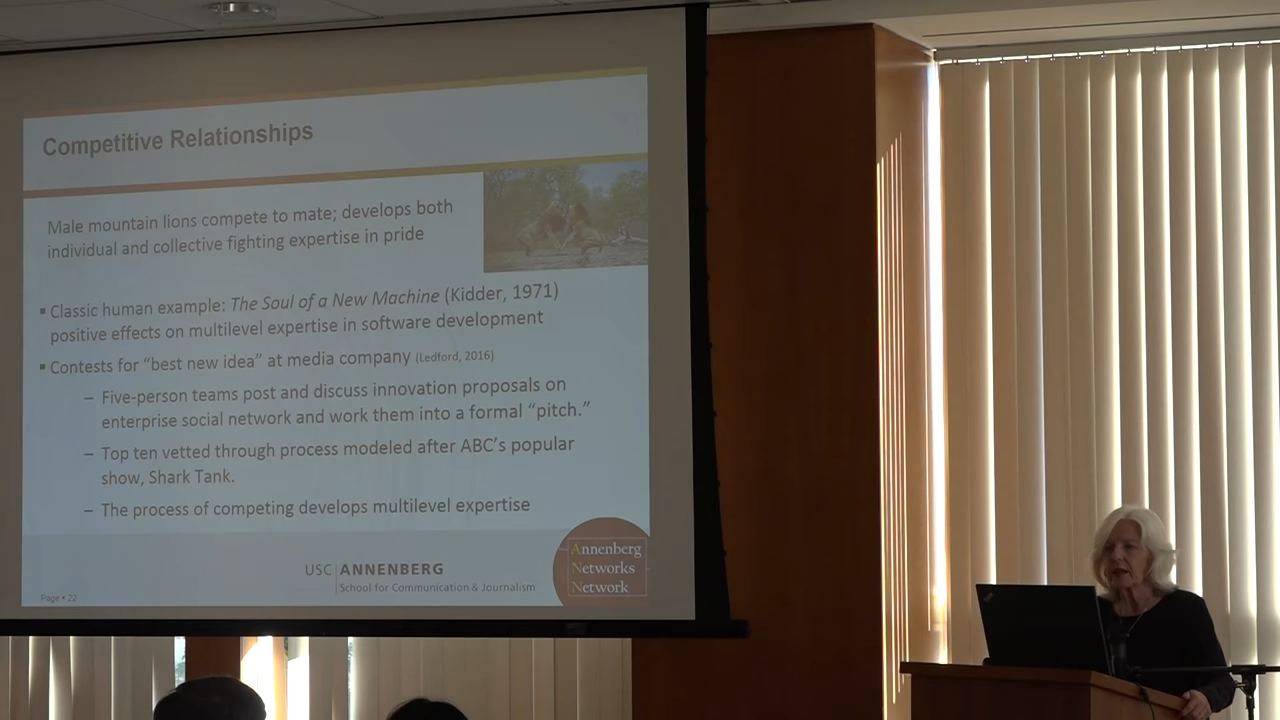 Competitive Relationships
Male mountain lions compete to mate; develops both
individual and collective fighting expertise in pride
▪ Classic human example: The Soul of a New Machine (Kidder, 1971)
positive effects on multilevel expertise in software development
▪ Contests for “best new idea” at media company (Ledford, 2016)
– Five-person teams post and discuss innovation proposals on
enterprise social network and work them into a formal “pitch.”
– Top ten vetted through process modeled after ABC’s popular
show, Shark Tank.
– The process of competing develops multilevel expertise
USC ANNENBERG
School for Communication & Journalism
Annenberg
Networks
Network
Page ▪ 22